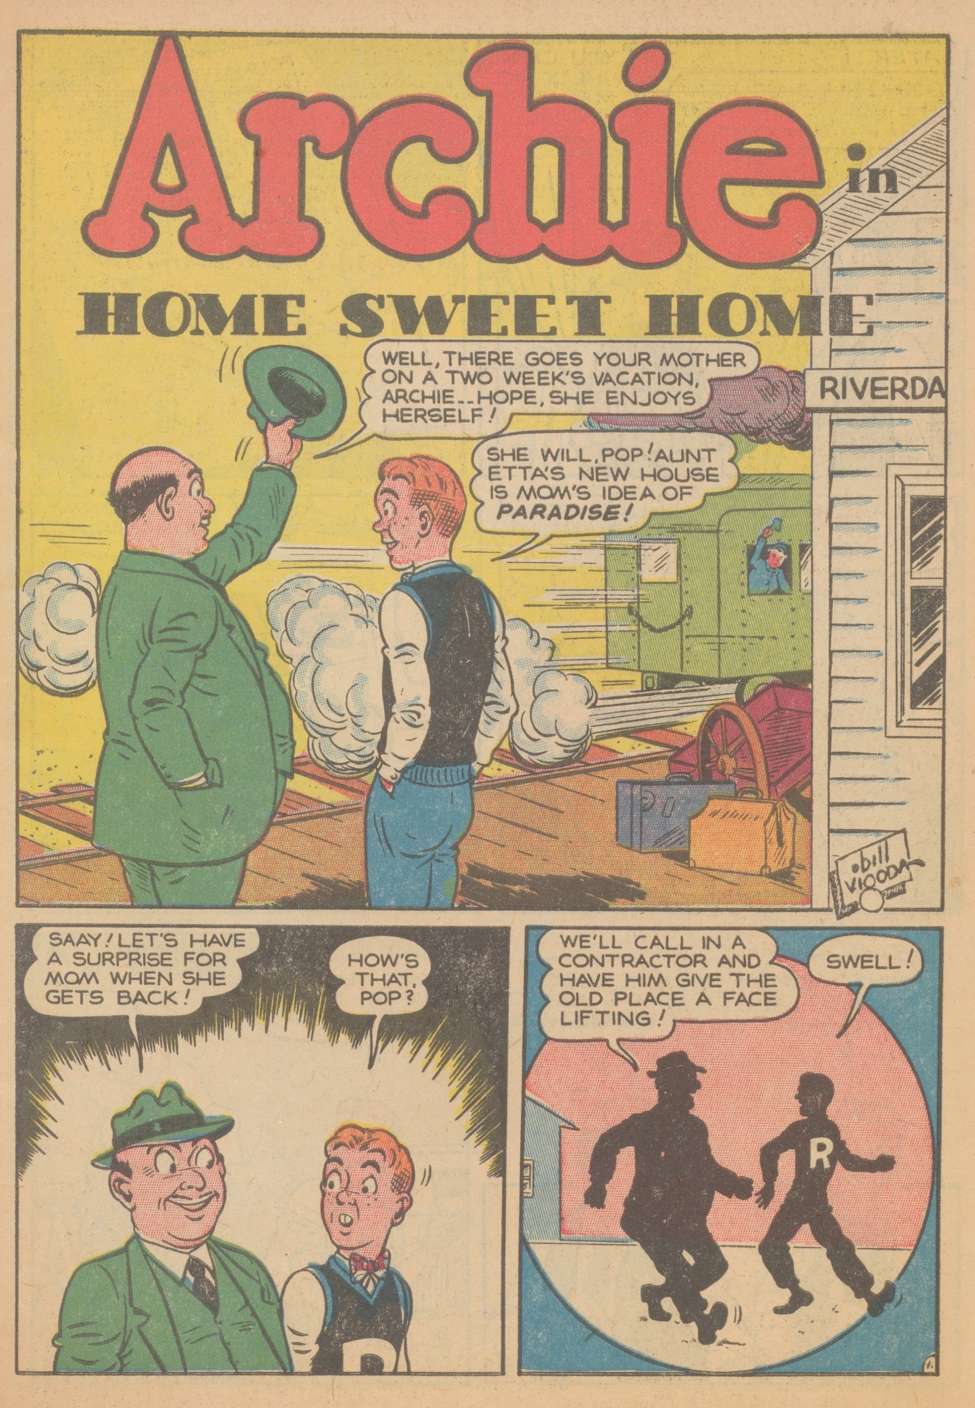 Archie
in
HOME SWEET HOME
WELL, THERE GOES YOUR MOTHER
ON A TWO WEEK'S VACATION,
ARCHIE..HOPE, SHE ENJOYS
HERSELF!
SHE WILL, POP! AUNT
ETTA'S NEW HOUSE
IS MOM'S IDEA OF
PARADISE!
RIVERDA
bill
VIGODA
SAAY! LET'S HAVE
A SURPRISE FOR
MOM WHEN SHE
GETS BACK!
HOW'S
THAT,
POP?
R
WE'LL CALL IN A
CONTRACTOR AND
HAVE HIM GIVE THE
OLD PLACE A FACE
LIFTING!
SWELL!
R
1